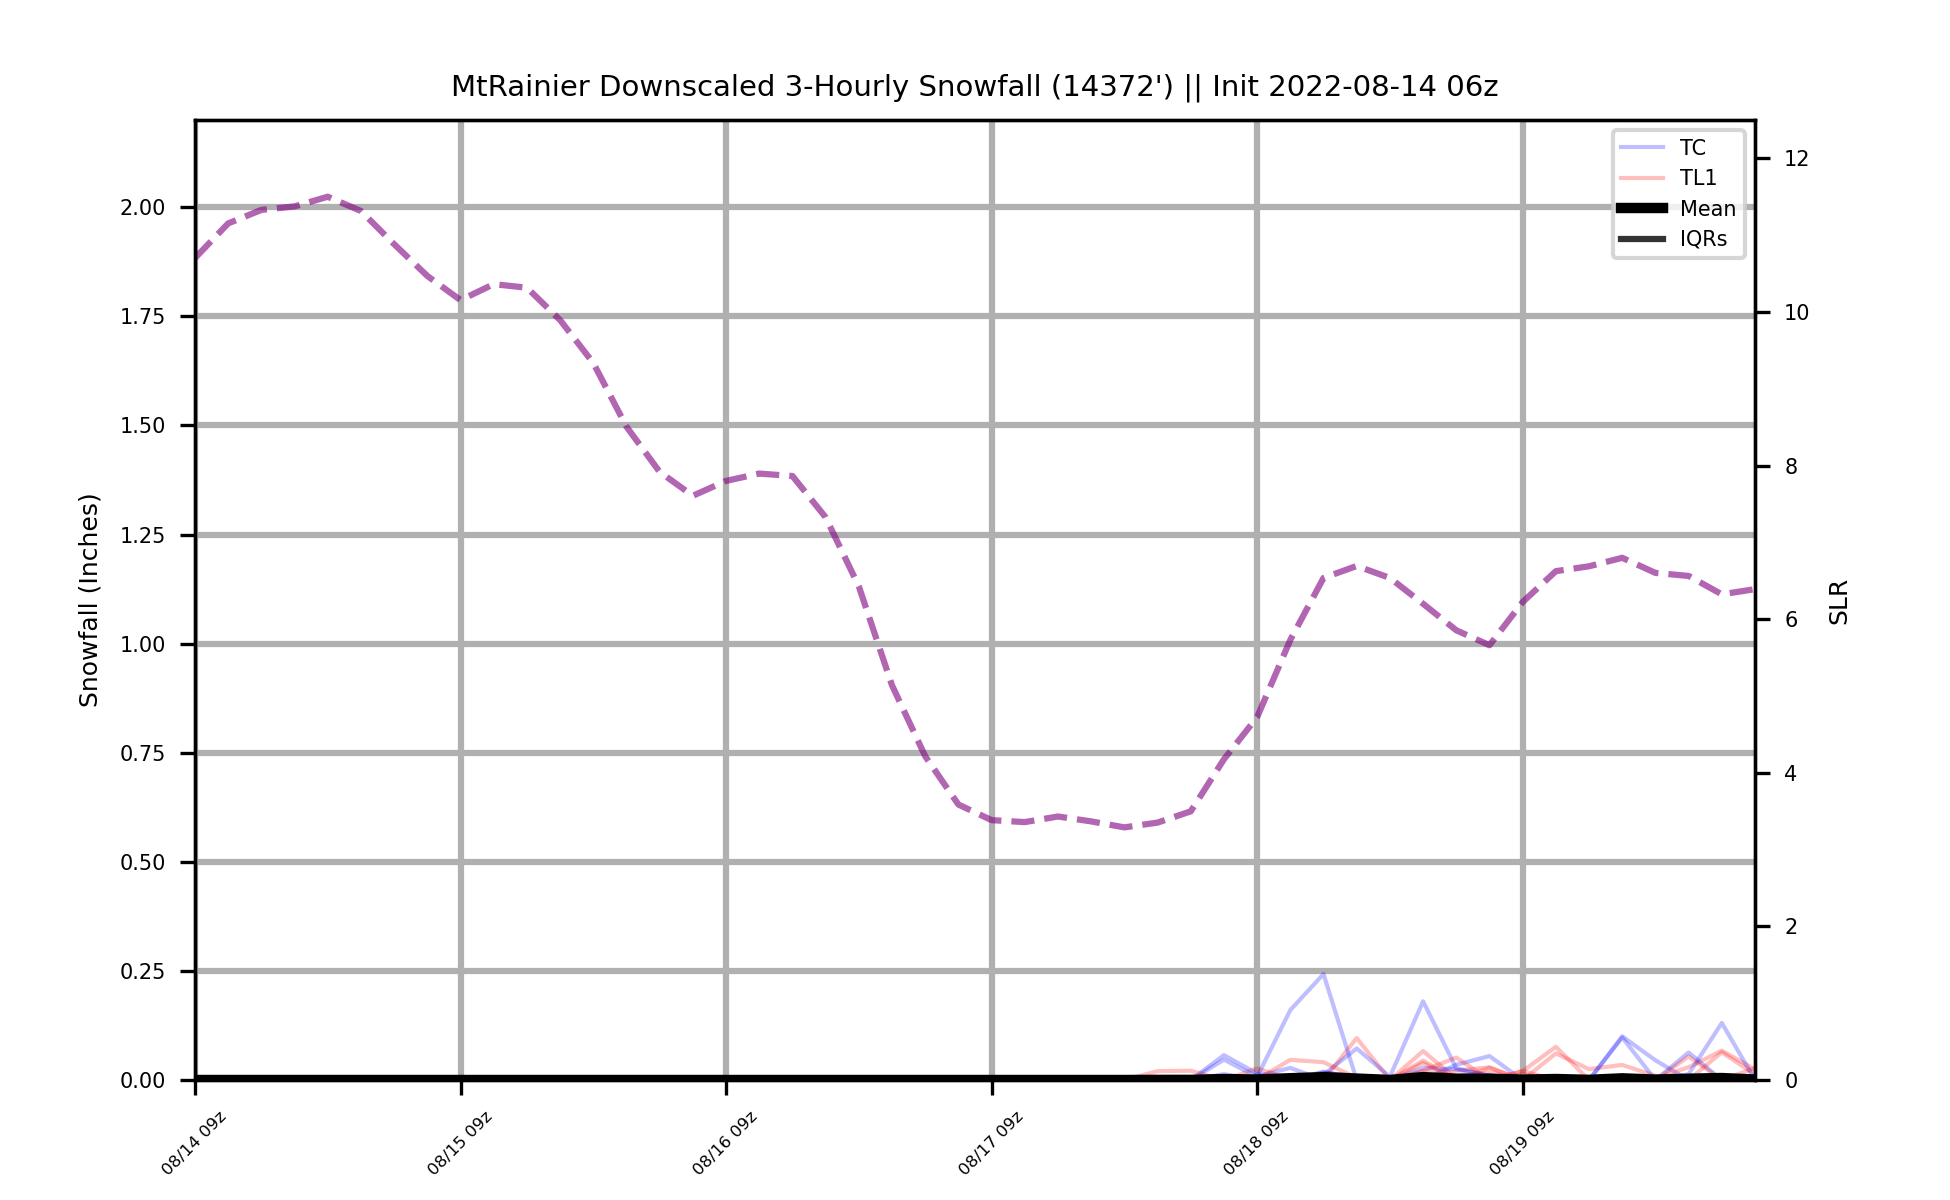 MtRainier Downscaled 3-Hourly Snowfall (14372') || Init 2022-08-14 06z
TC
TL1
Mean
IQRs
Snowfall (Inches)
2.00
1.75
1.50
1.25
1.00
0.75
0.50
0.25
0.00
12
10
8
6
4
2
0
SLR
08/14 09z
08/15 09z
08/16 09z
08/17 09z
08/18 09z
08/19 09z